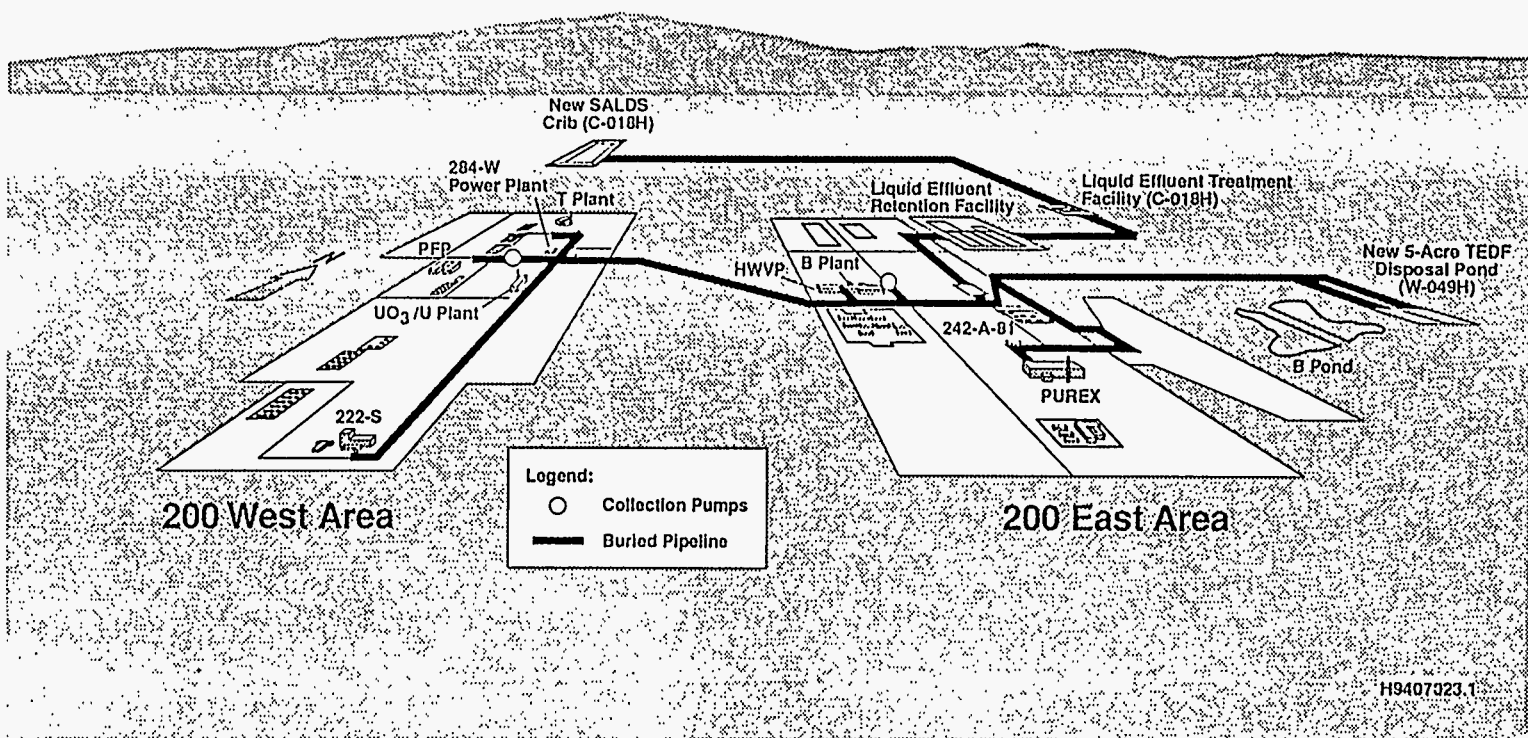 New SALDS
Crib (C-018H)
284-W
Power Plant
T Plant
Liquid Effluent
Retention Facility
Liquid Effluent Treatment
Facility (C-018H)
PFP
HWVP
B Plant
New 5-Acro TEDF
Disposal Pond
(W-049H)
UO3/U Plant
242-A-81
B Pond
PUREX
222-S
Legend:
Collection Pumps
Buried Pipeline
200 West Area
200 East Area
H9407023.1